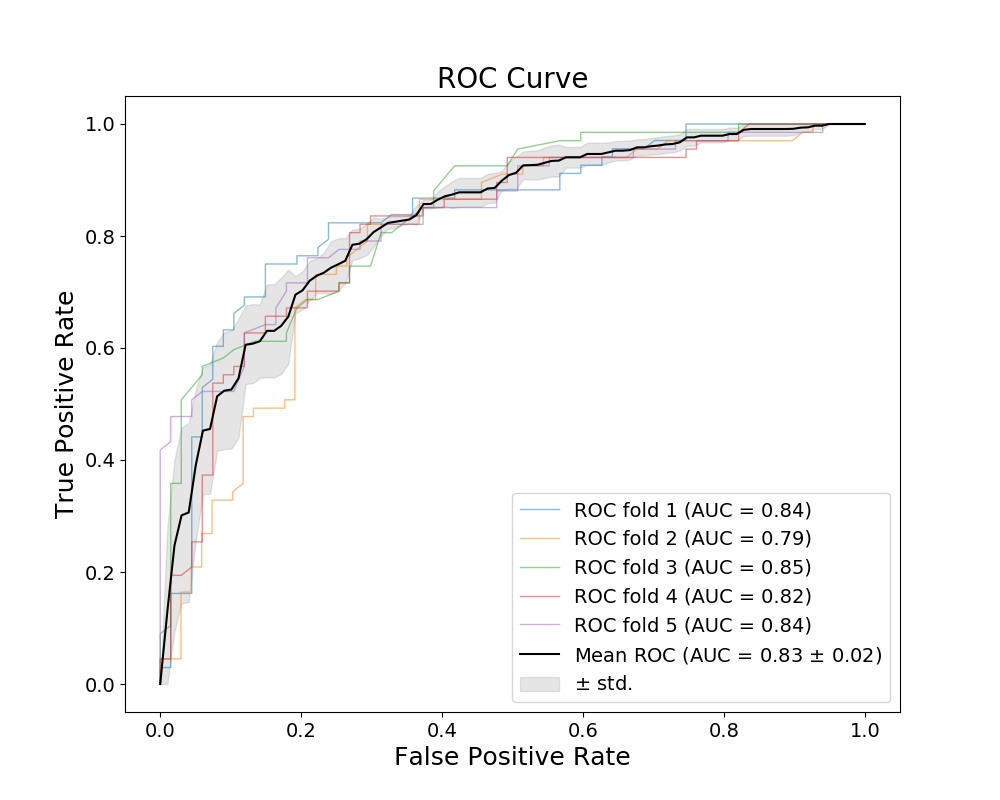 ROC Curve
1.0
0.8
0.6
0.4
0.2
0.0
True Positive Rate
ROC fold 1 (AUC = 0.84)
ROC fold 2 (AUC = 0.79)
ROC fold 3 (AUC = 0.85)
ROC fold 4 (AUC = 0.82)
ROC fold 5 (AUC = 0.84)
Mean ROC (AUC = 0.83 ± 0.02)
± std.
0.0 0.2 0.4 0.6 0.8 1.0
False Positive Rate